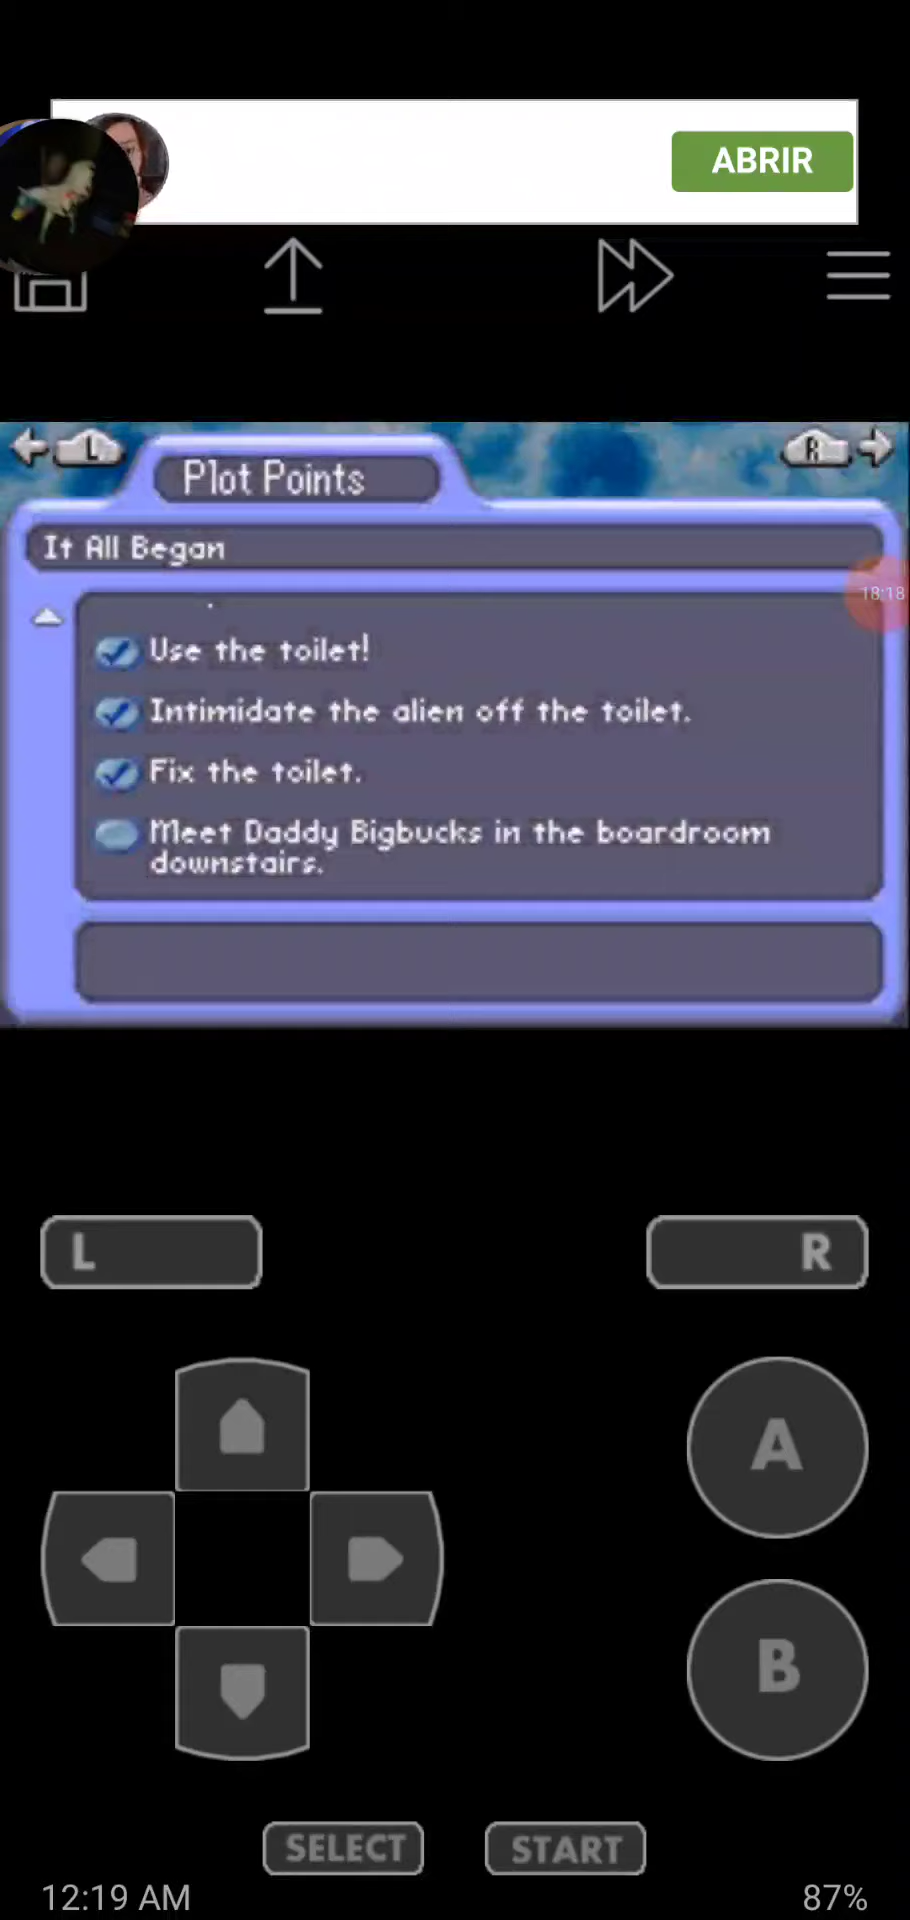 ABRIR
L
Plot Points
R
It All Began
18:18
Use the toilet!
Intimidate the alien off the toilet.
Fix the toilet.
Meet Daddy Bigbucks in the boardroom
downstairs.
L
R
A
B
SELECT
START
12:19 AM
87%